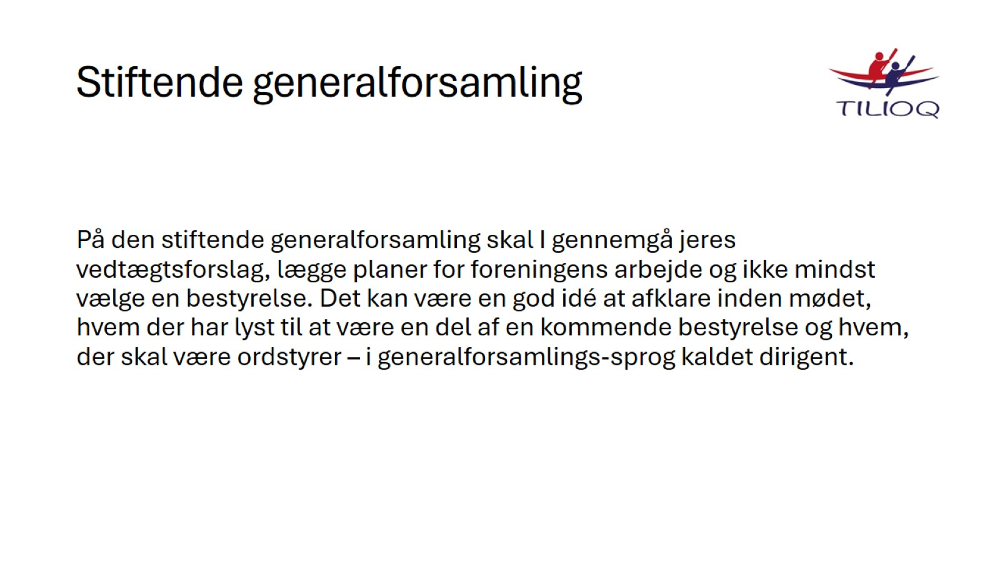 Stiftende generalforsamling
TILIOQ
På den stiftende generalforsamling skal I gennemgå jeres
vedtægtsforslag, lægge planer for foreningens arbejde og ikke mindst
vælge en bestyrelse. Det kan være en god idé at afklare inden mødet,
hvem der har lyst til at være en del af en kommende bestyrelse og hvem,
der skal være ordstyrer – i generalforsamlings-sprog kaldet dirigent.